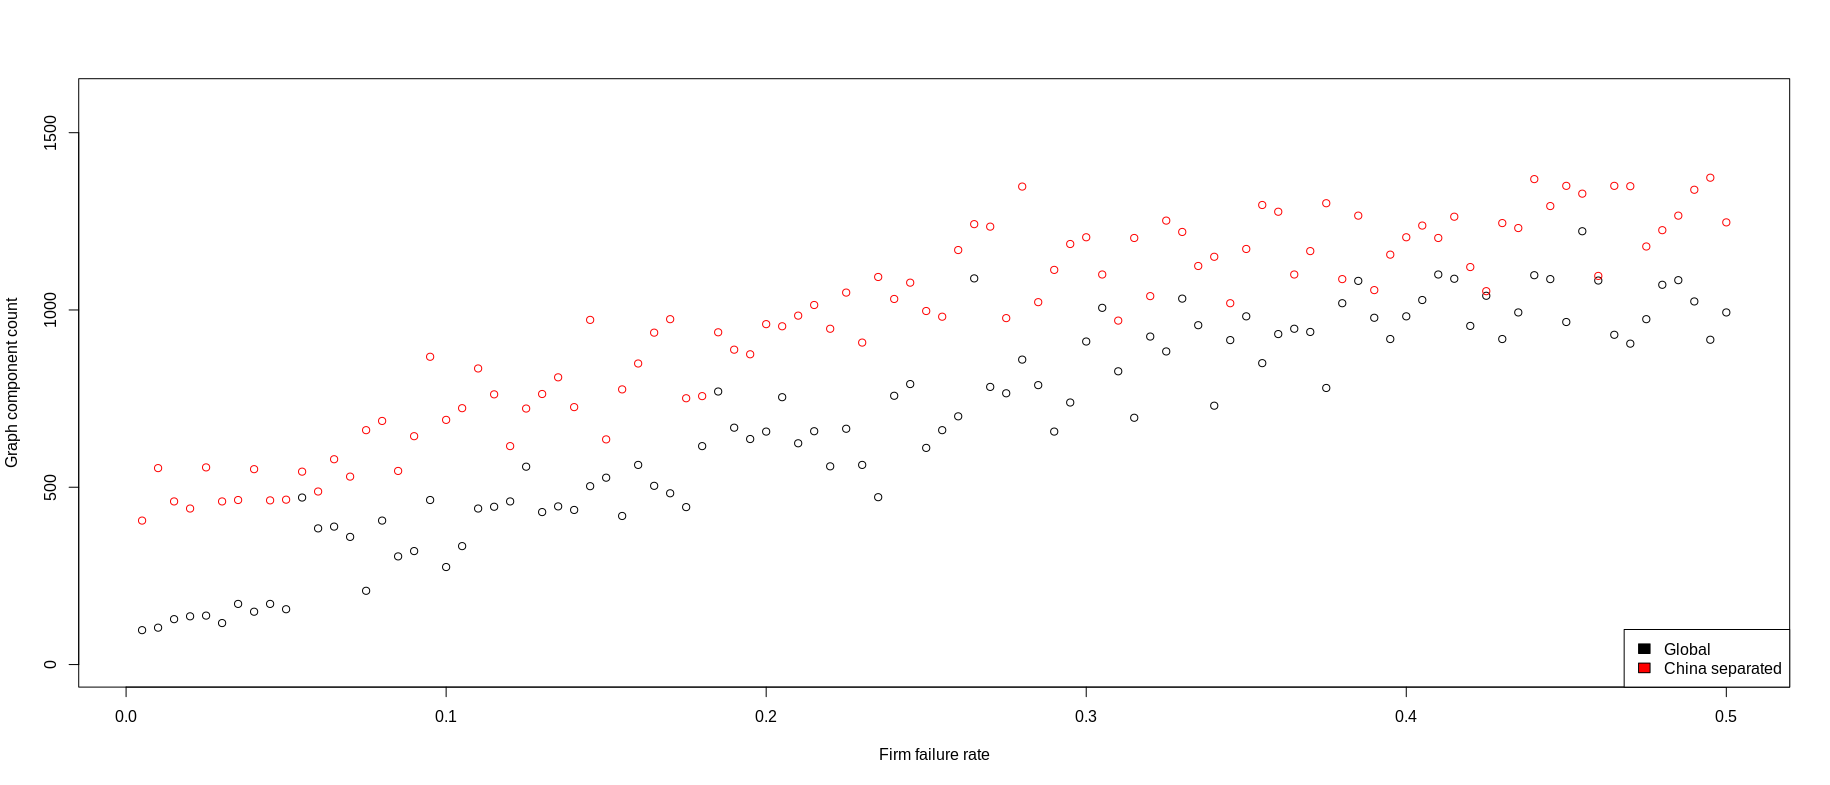 Graph component count
1500
1000
500
0
0.0 0.1 0.2 0.3 0.4 0.5
Firm failure rate
Global
China separated